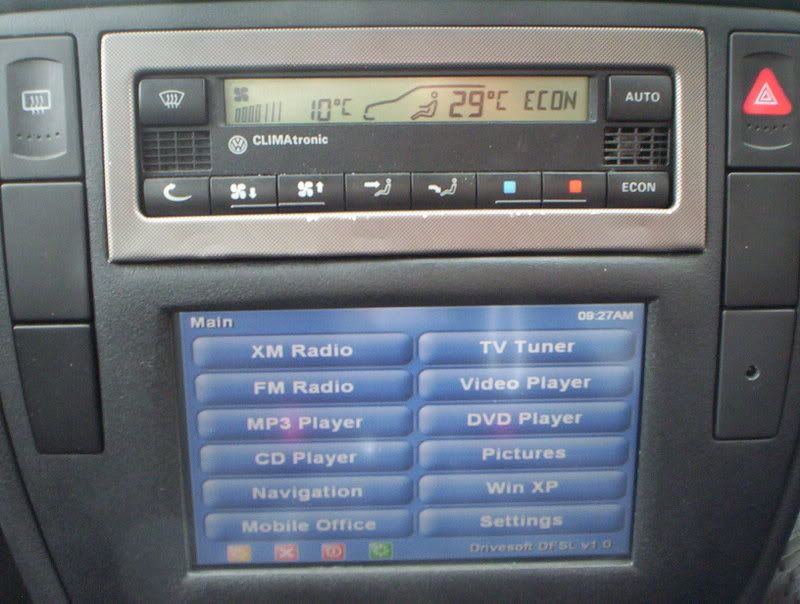 10°C 29°C ECON AUTO
CLIMAtronic
ECON
Main 09:27AM
XM Radio TV Tuner
FM Radio Video Player
MP3 Player DVD Player
CD Player Pictures
Navigation Win XP
Mobile Office Settings
Drivesoft DFSL v1.0